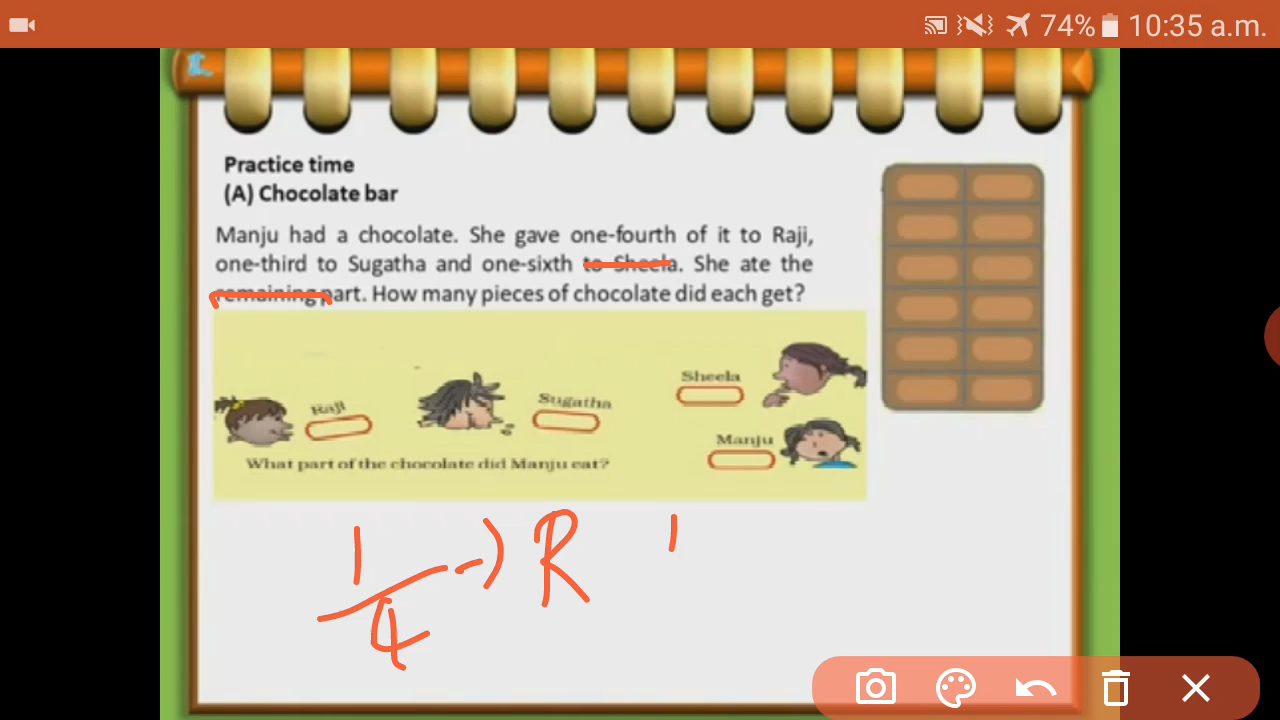 74% 10:35 a.m.
Practice time
(A) Chocolate bar
Manju had a chocolate. She gave one-fourth of it to Raji,
one-third to Sugatha and one-sixth to Sheela. She ate the
remaining part. How many pieces of chocolate did each get?
Sheela
Raji
Sugatha
Manju
What part of the chocolate did Manju eat?
1/4 -> R 1